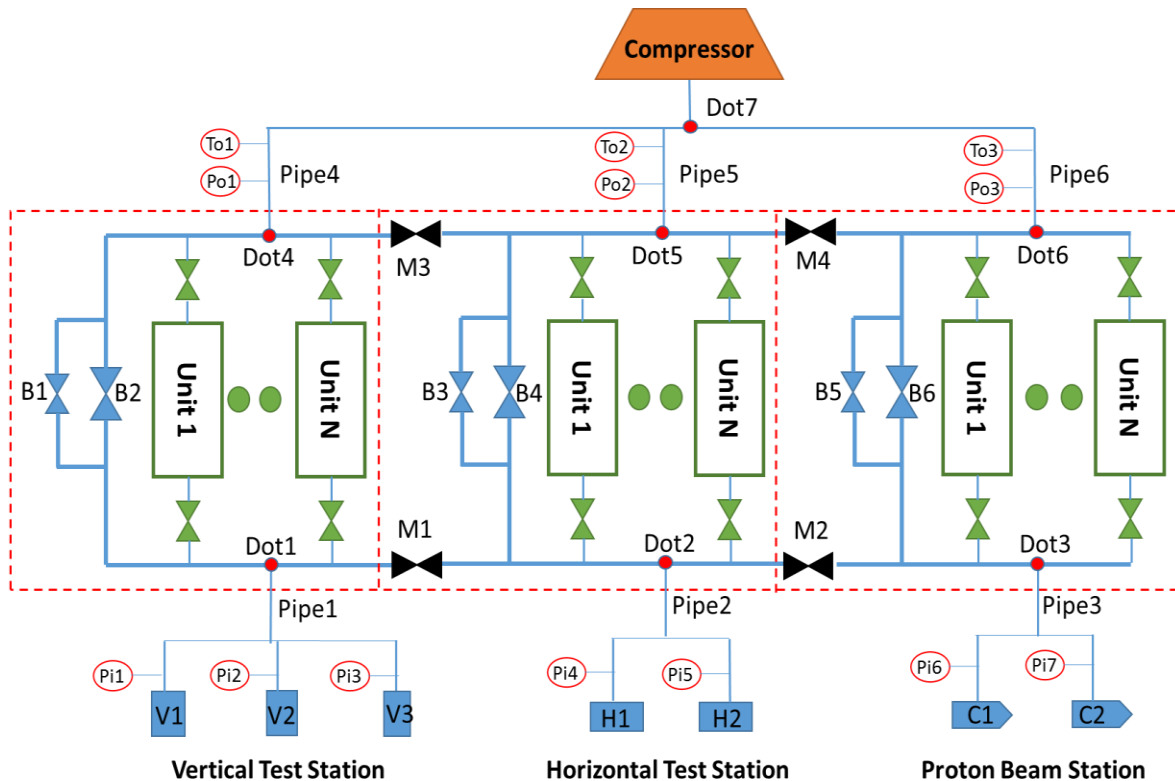 Compressor
Dot7
To1
To2
To3
Po1
Pipe4
Po2
Pipe5
Po3
Pipe6
Dot4
M3
Dot5
M4
Dot6
B1
B2
Unit 1
Unit N
B3
B4
Unit 1
Unit N
B5
B6
Unit 1
Unit N
Dot1
M1
Dot2
M2
Dot3
Pipe1
Pipe2
Pipe3
Pi1
Pi2
Pi3
Pi4
Pi5
Pi6
Pi7
V1
V2
V3
H1
H2
C1
C2
Vertical Test Station
Horizontal Test Station
Proton Beam Station